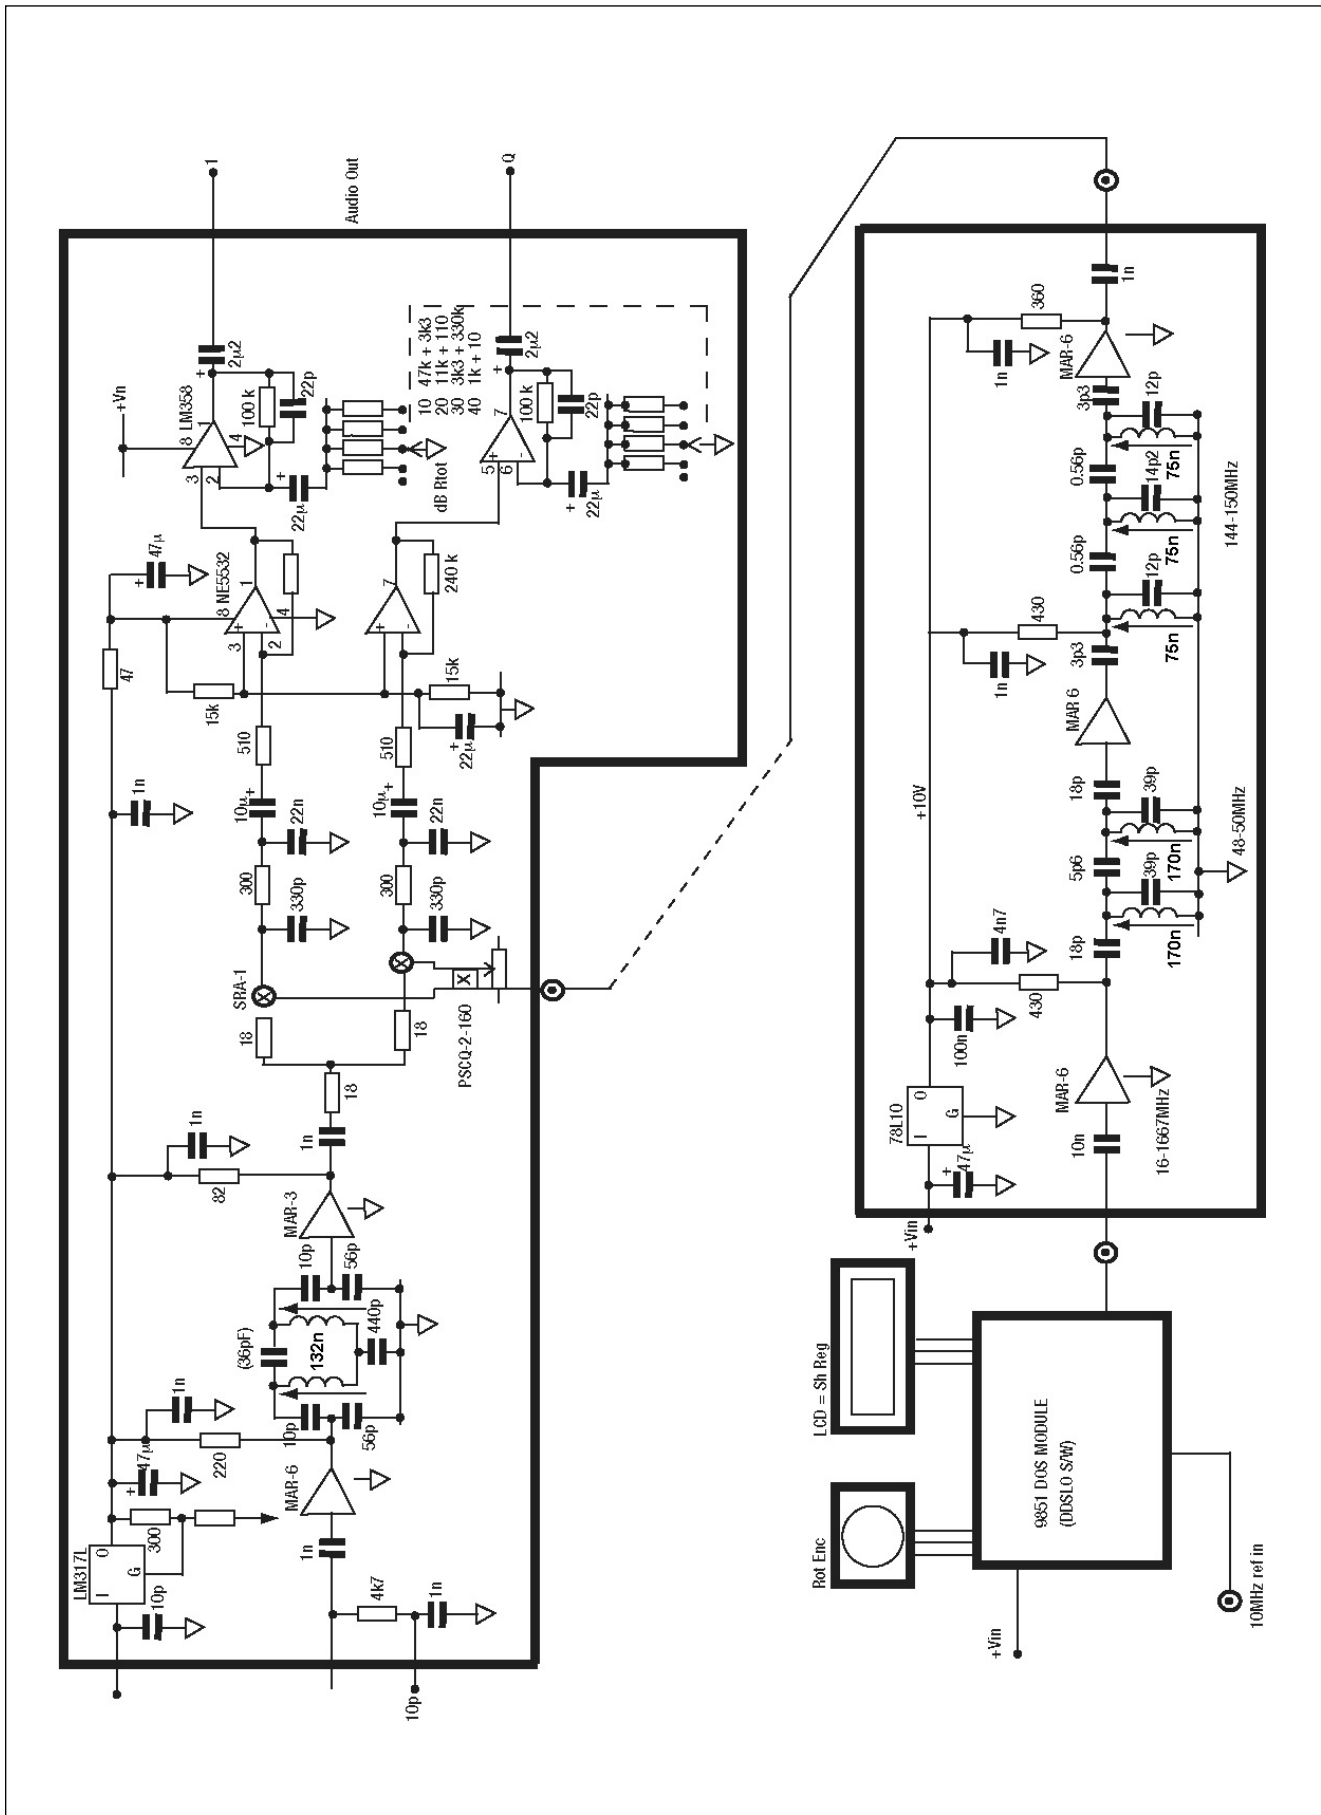 LM317L
I
O
G
10p
300
47µ
+
1n
220
4k7
1n
10p
1n
MAR-6
10p
56p
(36pF)
132n
440p
10p
56p
MAR-3
82
1n
1n
18
18
18
SRA-1
PSCQ-2-160
X
330p
300
22n
10µ
+
510
330p
300
22n
10µ
+
510
1n
47
15k
15k
22µ
+
47µ
+
NE5532
8
3
+
2
-
1
4
+
-
7
240 k
+Vn
LM358
8
3
2
1
4
100 k
22p
22µ
+
2µ2
+
1
Audio Out
dB Rtot
10 47k + 3k3
20 11k + 110
30 3k3 + 330k
40 1k + 10
5
+
6
-
7
100 k
22p
22µ
+
2µ2
+
Q
Rot Enc
LCD = Sh Reg
+Vin
9851 DOS MODULE
(DDSLO S/W)
10MHz ref in
+Vin
78L10
I
O
G
47µ
+
100n
4n7
430
10n
MAR-6
16-1667MHz
18p
170n
39p
5p6
170n
39p
18p
48-50MHz
+10V
MAR 6
1n
430
3p3
75n
12p
0.56p
75n
14p2
0.56p
75n
12p
3p3
144-150MHz
MAR-6
1n
360
1n